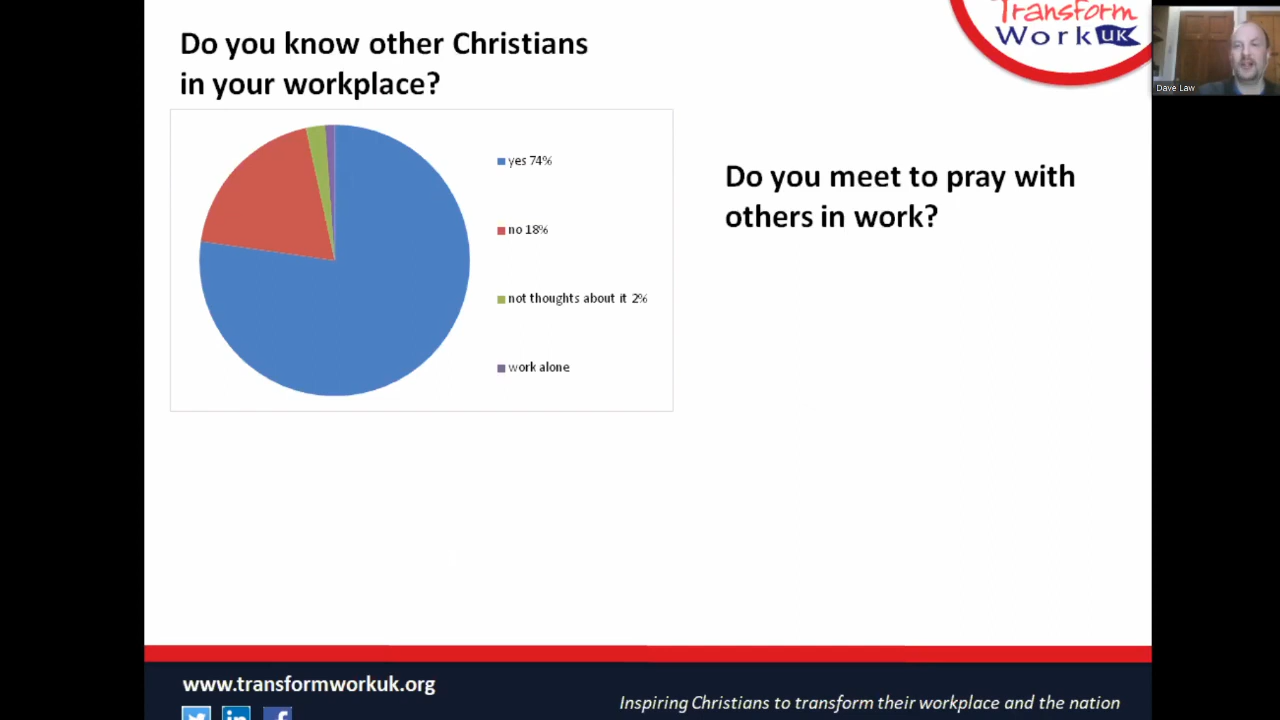 Do you know other Christians
in your workplace?
Transform
Work UK
Dave Law
yes 74%
no 18%
not thoughts about it 2%
work alone
Do you meet to pray with
others in work?
www.transformworkuk.org
Inspiring Christians to transform their workplace and the nation
in
f